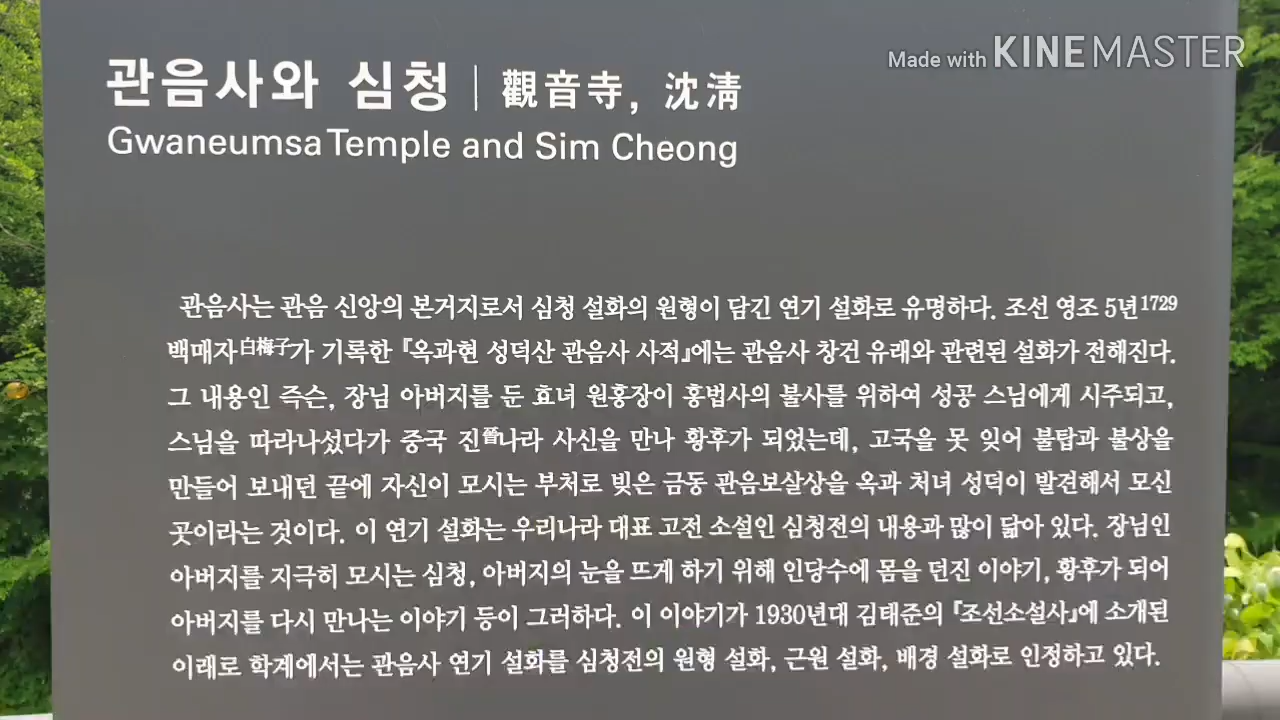 Made with KINEMASTER
관음사와 심청 | 觀音寺, 沈淸
Gwaneumsa Temple and Sim Cheong
관음사는 관음 신앙의 본거지로서 심청 설화의 원형이 담긴 연기 설화로 유명하다. 조선 영조 5년1729
백매자白梅子가 기록한 『옥과현 성덕산 관음사 사적』에는 관음사 창건 유래와 관련된 설화가 전해진다.
그 내용인 즉슨, 장님 아버지를 둔 효녀 원홍장이 홍법사의 불사를 위하여 성공 스님에게 시주되고,
스님을 따라나섰다가 중국 진晉나라 사신을 만나 황후가 되었는데, 고국을 못 잊어 불탑과 불상을
만들어 보내던 끝에 자신이 모시는 부처로 빚은 금동 관음보살상을 옥과 처녀 성덕이 발견해서 모신
곳이라는 것이다. 이 연기 설화는 우리나라 대표 고전 소설인 심청전의 내용과 많이 닮아 있다. 장님인
아버지를 지극히 모시는 심청, 아버지의 눈을 뜨게 하기 위해 인당수에 몸을 던진 이야기, 황후가 되어
아버지를 다시 만나는 이야기 등이 그러하다. 이 이야기가 1930년대 김태준의 『조선소설사』에 소개된
이래로 학계에서는 관음사 연기 설화를 심청전의 원형 설화, 근원 설화, 배경 설화로 인정하고 있다.